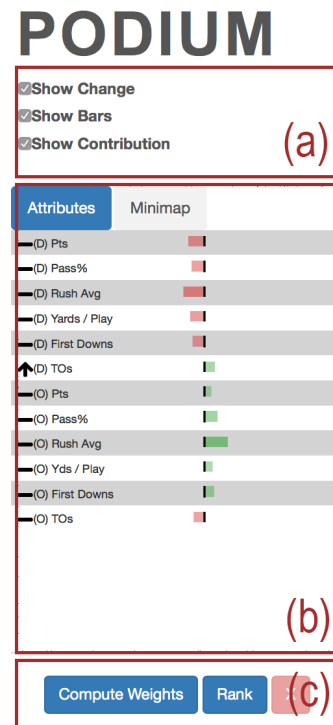 PODIUM
Show Change
Show Bars
Show Contribution
(a)
Attributes Minimap
(D) Pts
(D) Pass%
(D) Rush Avg
(D) Yards / Play
(D) First Downs
(D) TOs
(O) Pts
(O) Pass%
(O) Rush Avg
(O) Yds / Play
(O) First Downs
(O) TOs
(b)
Compute Weights Rank (c)